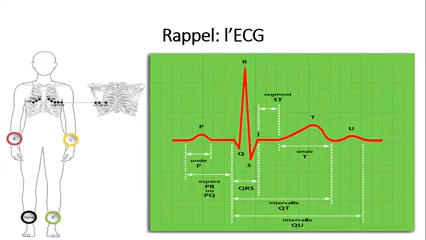 Rappel: l'ECG
R
segment
ST
P
J
T
U
Q
S
onde
P
onde
T
espace
PR
ou
PQ
QRS
intervalle
QT
intervalle
QU